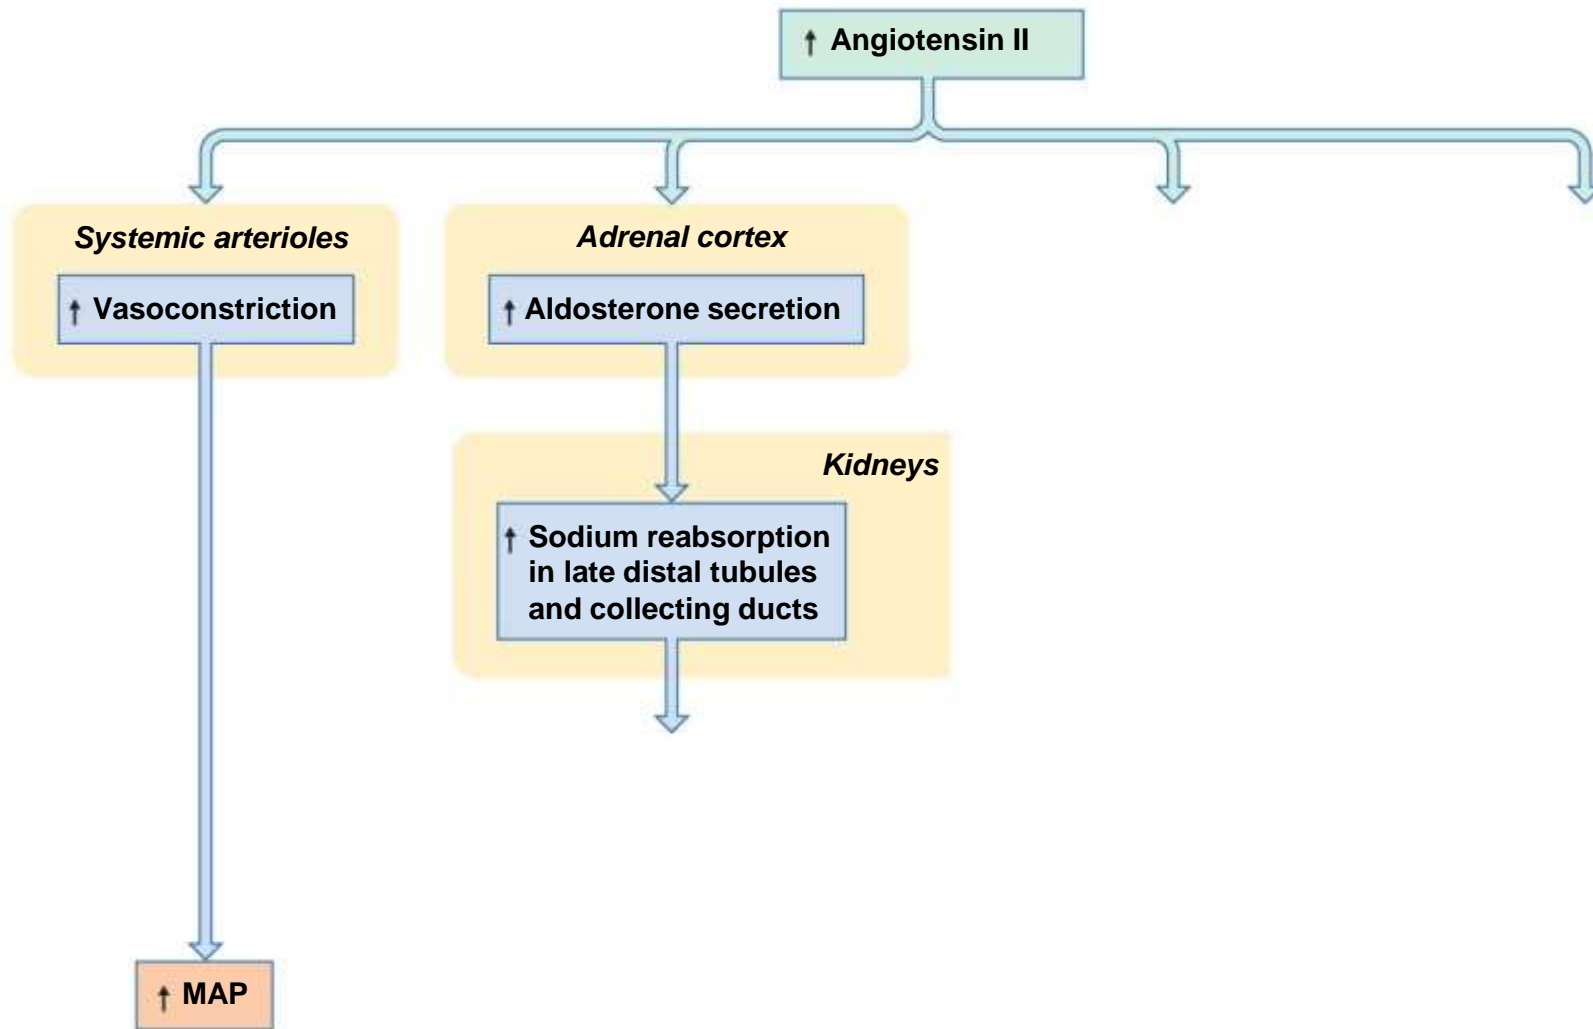 ↑ Angiotensin II
Systemic arterioles
↑ Vasoconstriction
Adrenal cortex
↑ Aldosterone secretion
Kidneys
↑ Sodium reabsorption
in late distal tubules
and collecting ducts
↑ MAP